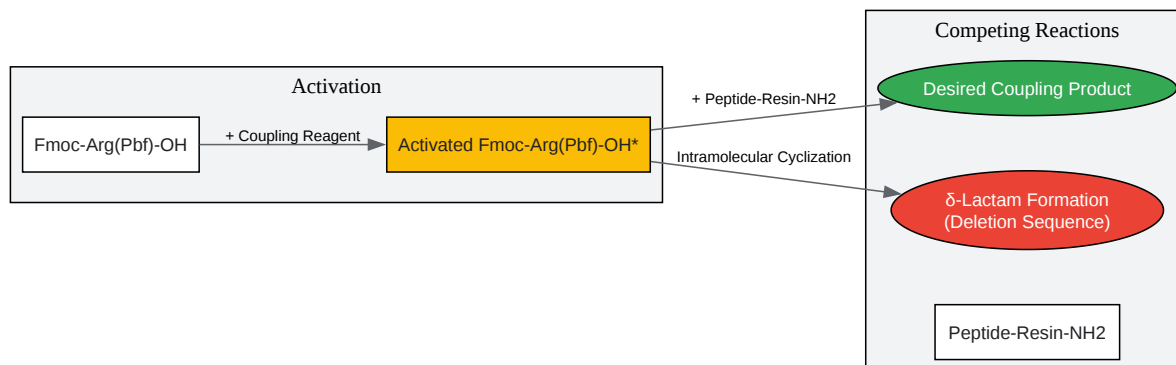 Activation
Fmoc-Arg(Pbf)-OH
+ Coupling Reagent
Activated Fmoc-Arg(Pbf)-OH*
+ Peptide-Resin-NH2
Intramolecular Cyclization
Competing Reactions
Desired Coupling Product
δ-Lactam Formation
(Deletion Sequence)
Peptide-Resin-NH2